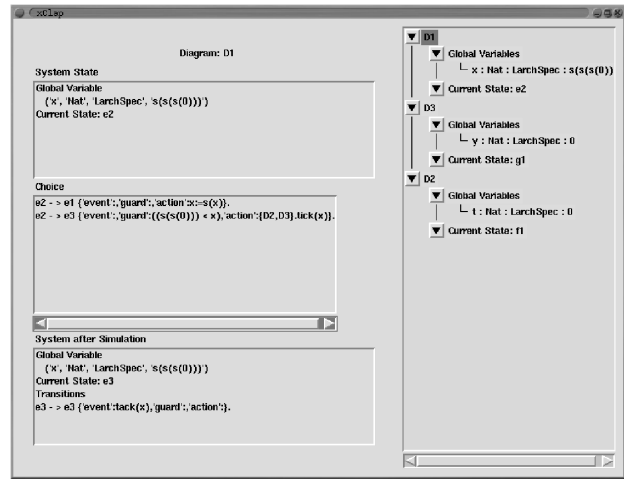 xClap
Diagram: D1
System State
Global Variable
('x', 'Nat', 'LarchSpec', 's(s(s(0)))')
Current State: e2
Choice
e2 - > e1 {'event':,'guard':,'action':x:=s(x)}.
e2 - > e3 {'event':,'guard':((s(s(0))) < x),'action':{D2,D3}.tick(x)}.
System after Simulation
Global Variable
('x', 'Nat', 'LarchSpec', 's(s(s(0)))')
Current State: e3
Transitions
e3 - > e3 {'event':tack(x),'guard':,'action':}.
D1
Global Variables
x : Nat : LarchSpec : s(s(s(0))
Current State: e2
D3
Global Variables
y : Nat : LarchSpec : 0
Current State: g1
D2
Global Variables
t : Nat : LarchSpec : 0
Current State: f1